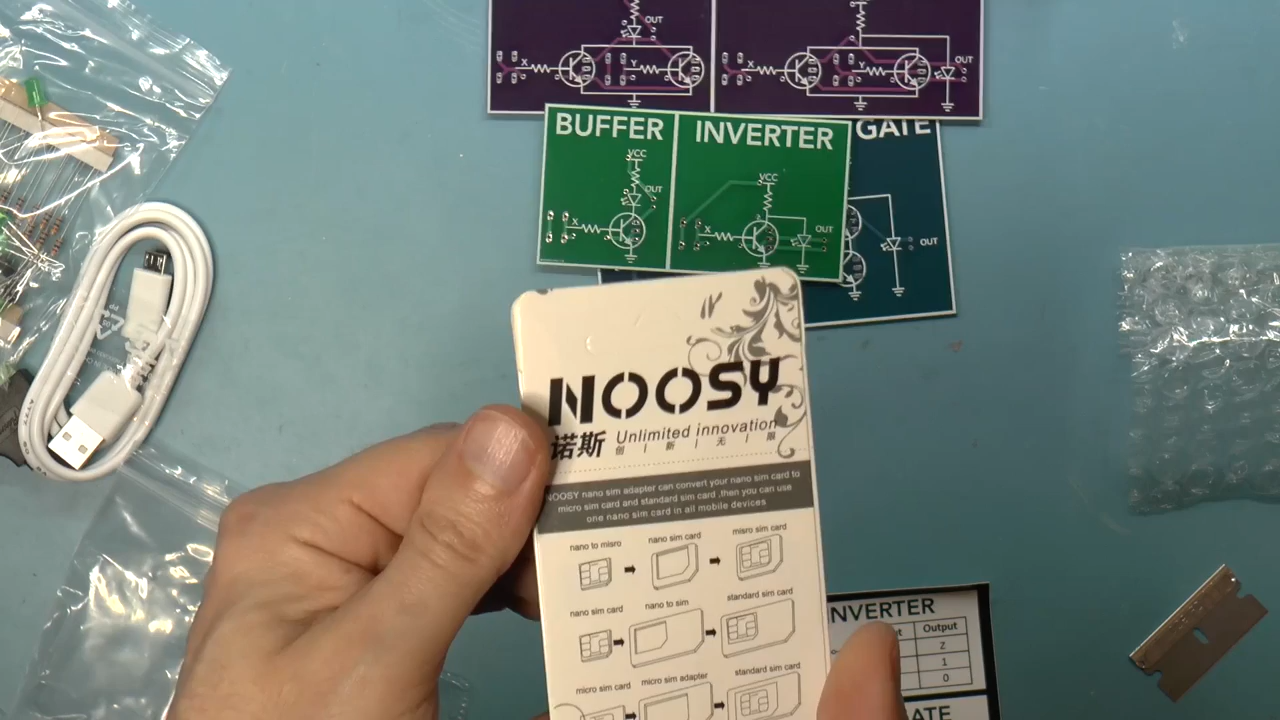 OUT
X
Y
X
Y
OUT
BUFFER
VCC
OUT
X
INVERTER
VCC
X
OUT
GATE
OUT
NOOSY
诺斯
Unlimited innovation
创 | 新 | 无 | 限
NOOSY nano sim adapter can convert your nano sim card to
micro sim card and standard sim card ,then you can use
one nano sim card in all mobile devices
nano to misro
nano sim card
misro sim card
nano sim card
nano to sim
standard sim card
micro sim card
micro sim adapter
standard sim card
INVERTER
Output
Z
1
0